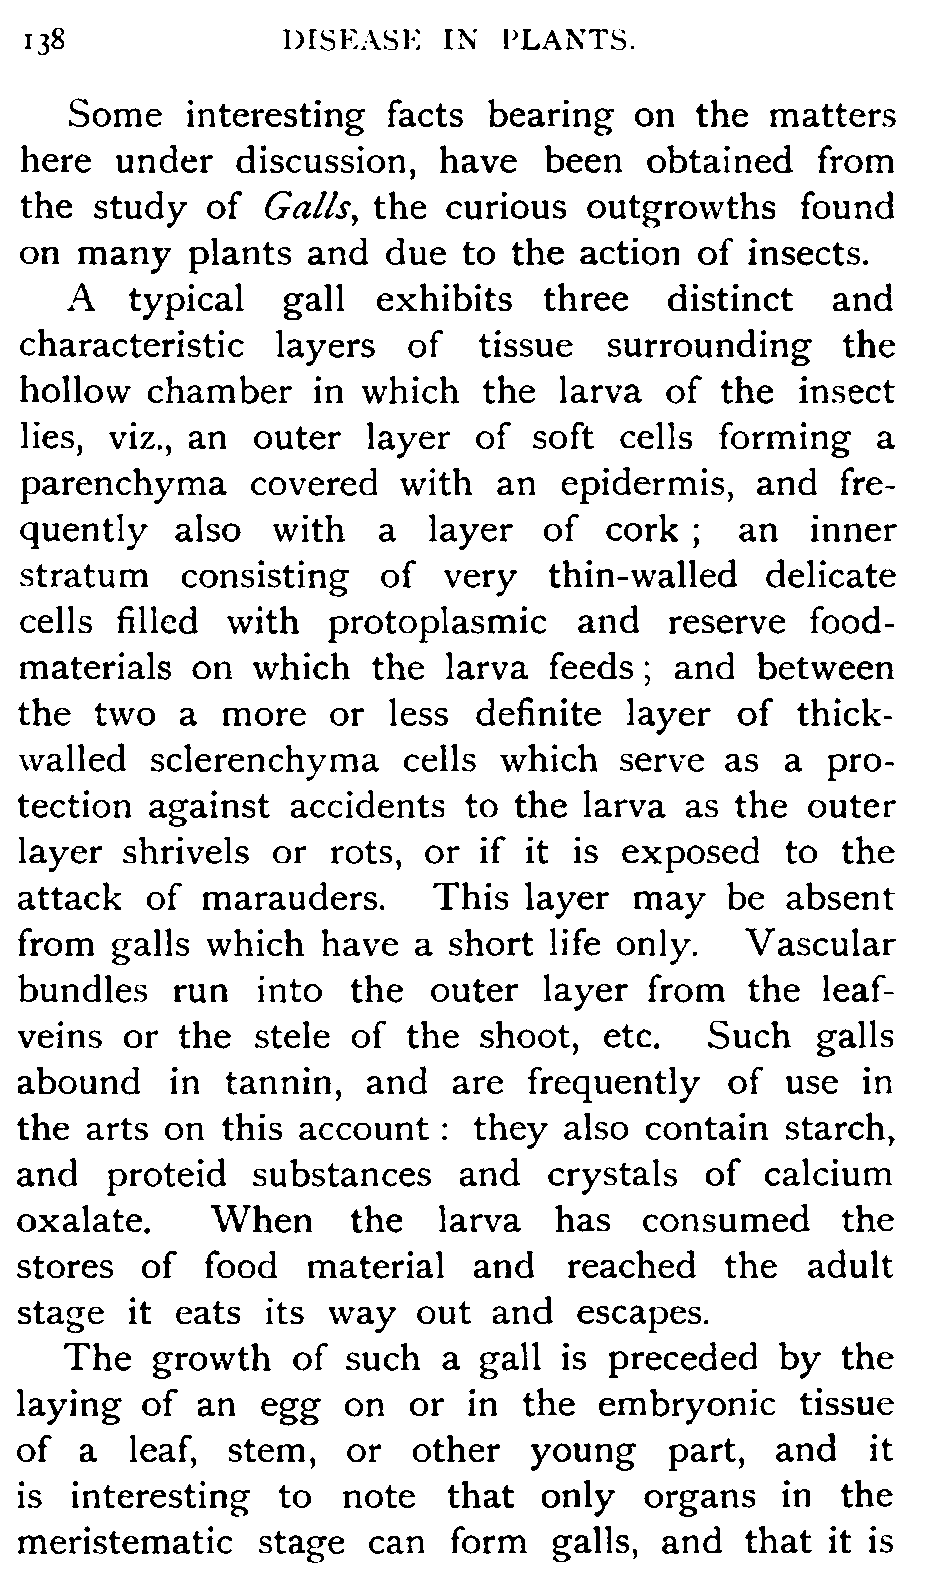 138 DISEASE IN PLANTS.
Some interesting facts bearing on the matters
here under discussion, have been obtained from
the study of Galls, the curious outgrowths found
on many plants and due to the action of insects.
A typical gall exhibits three distinct and
characteristic layers of tissue surrounding the
hollow chamber in which the larva of the insect
lies, viz., an outer layer of soft cells forming a
parenchyma covered with an epidermis, and fre-
quently also with a layer of cork ; an inner
stratum consisting of very thin-walled delicate
cells filled with protoplasmic and reserve food-
materials on which the larva feeds ; and between
the two a more or less definite layer of thick-
walled sclerenchyma cells which serve as a pro-
tection against accidents to the larva as the outer
layer shrivels or rots, or if it is exposed to the
attack of marauders. This layer may be absent
from galls which have a short life only. Vascular
bundles run into the outer layer from the leaf-
veins or the stele of the shoot, etc. Such galls
abound in tannin, and are frequently of use in
the arts on this account : they also contain starch,
and proteid substances and crystals of calcium
oxalate. When the larva has consumed the
stores of food material and reached the adult
stage it eats its way out and escapes.
The growth of such a gall is preceded by the
laying of an egg on or in the embryonic tissue
of a leaf, stem, or other young part, and it
is interesting to note that only organs in the
meristematic stage can form galls, and that it is